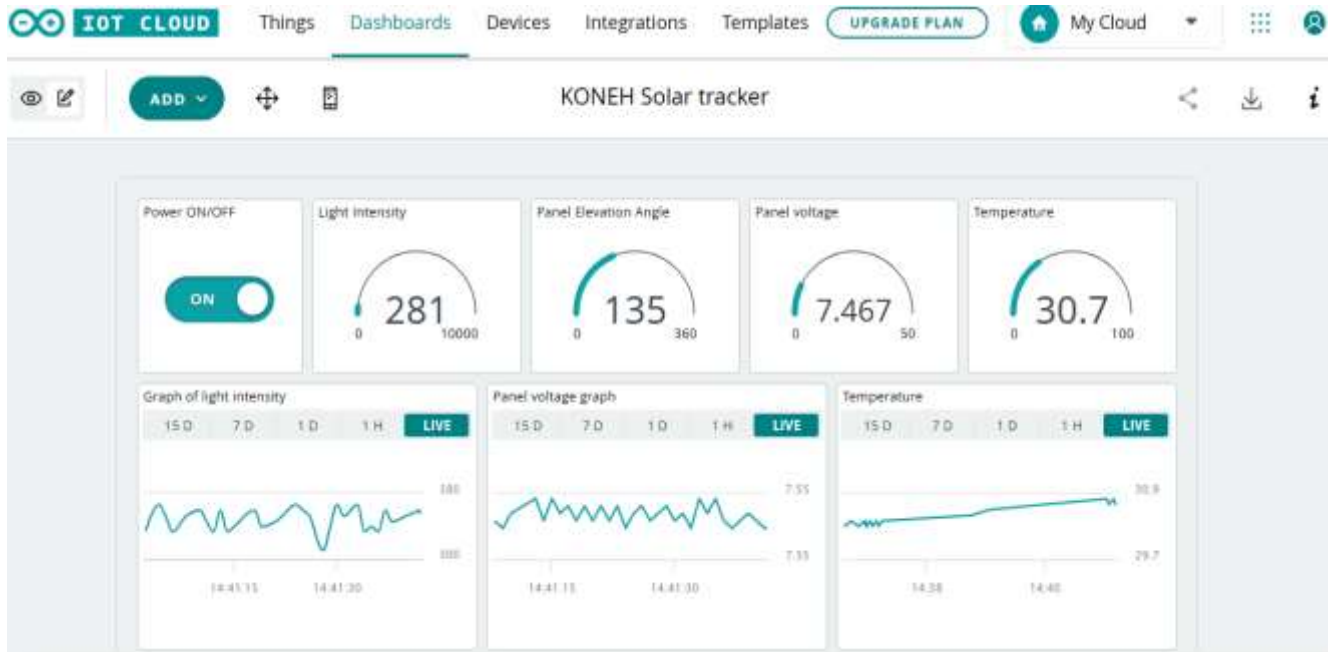 IOT CLOUD Things Dashboards Devices Integrations Templates UPGRADE PLAN My Cloud
ADD KONEH Solar tracker i
Power ON/OFF
ON
Light Intensity
281
0 10000
Panel Elevation Angle
135
0 360
Panel voltage
7.467
0 50
Temperature
30.7
0 100
Graph of light intensity
15 D 7 D 1 D 1 H LIVE
14:41:15 14:41:30
Panel voltage graph
15 D 7 D 1 D 1 H LIVE
7.55
14:41:15 14:41:30
Temperature
15 D 7 D 1 D 1 H LIVE
30.9
29.7
14:38 14:40